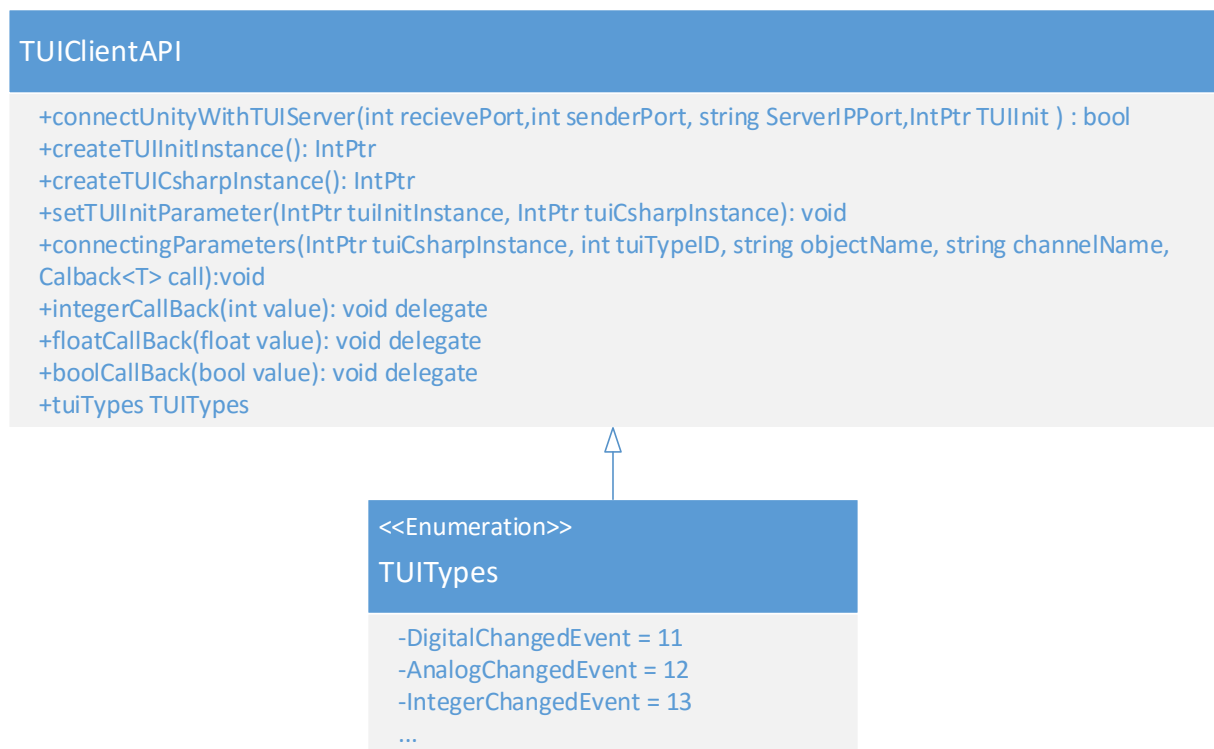 TUIClientAPI
+connectUnityWithTUIServer(int recievePort,int senderPort, string ServerIPPort,IntPtr TUIInit ) : bool
+createTUIInitInstance(): IntPtr
+createTUICsharpInstance(): IntPtr
+setTUIInitParameter(IntPtr tuiInitInstance, IntPtr tuiCsharpInstance): void
+connectingParameters(IntPtr tuiCsharpInstance, int tuiTypeID, string objectName, string channelName,
Calback<T> call):void
+integerCallBack(int value): void delegate
+floatCallBack(float value): void delegate
+boolCallBack(bool value): void delegate
+tuiTypes TUITypes
<<Enumeration>>
TUITypes
-DigitalChangedEvent = 11
-AnalogChangedEvent = 12
-IntegerChangedEvent = 13
...